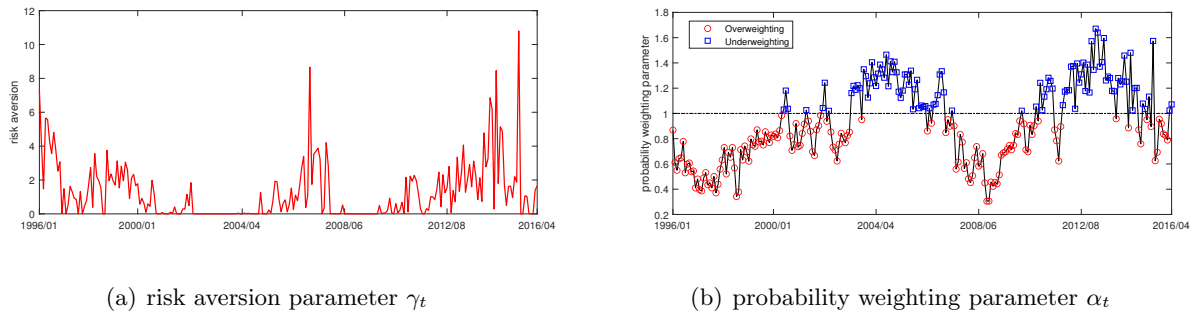 12
10
8
6
4
2
0
risk aversion
1996/01 2000/01 2004/04 2008/06 2012/08 2016/04
(a) risk aversion parameter γt
1.8
1.6
1.4
1.2
1
0.8
0.6
0.4
0.2
probability weighting parameter
Overweighting
Underweighting
1996/01 2000/01 2004/04 2008/06 2012/08 2016/04
(b) probability weighting parameter αt